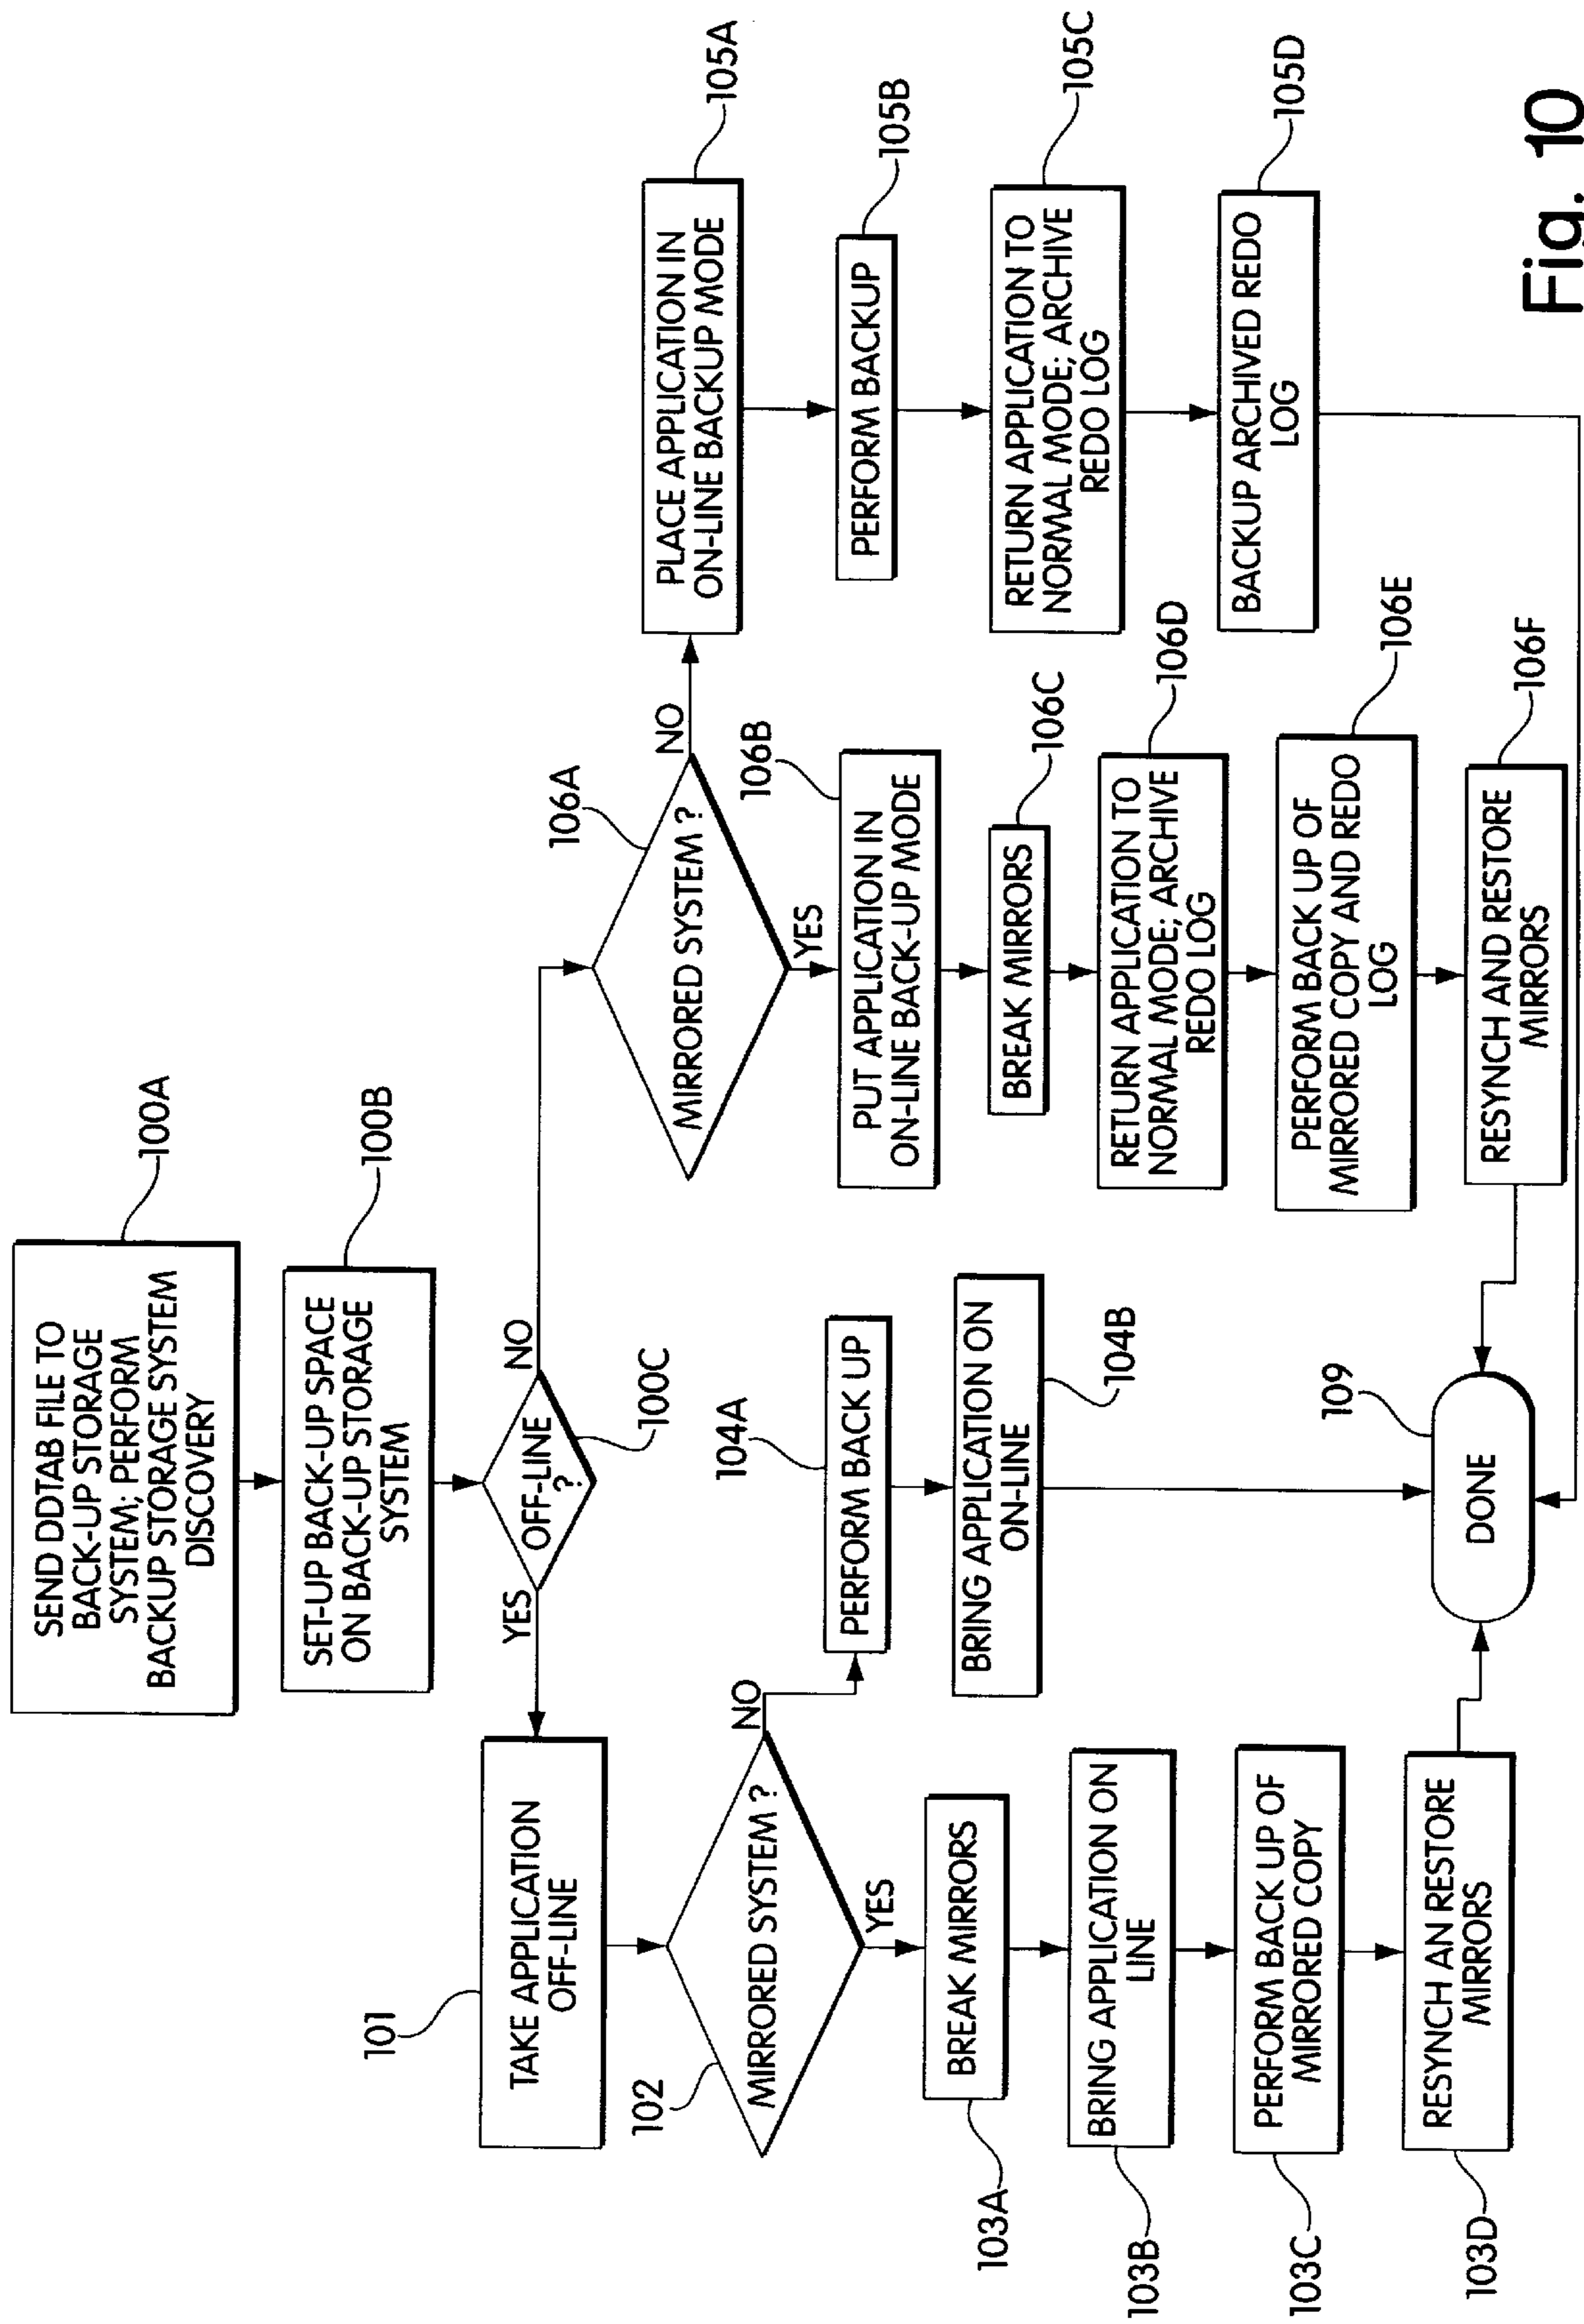 SEND DDTAB FILE TO
BACK-UP STORAGE
SYSTEM; PERFORM
BACKUP STORAGE SYSTEM
DISCOVERY
100A
SET-UP BACK-UP SPACE
ON BACK-UP STORAGE
SYSTEM
100B
OFF-LINE
?
100C
YES
NO
101
TAKE APPLICATION
OFF-LINE
102
MIRRORED SYSTEM ?
NO
YES
103A
BREAK MIRRORS
103B
BRING APPLICATION ON
LINE
103C
PERFORM BACK UP OF
MIRRORED COPY
103D
RESYNCH AN RESTORE
MIRRORS
104A
PERFORM BACK UP
BRING APPLICATION ON
ON-LINE
104B
109
DONE
106A
MIRRORED SYSTEM ?
NO
YES
106B
PUT APPLICATION IN
ON-LINE BACK-UP MODE
106C
BREAK MIRRORS
106D
RETURN APPLICATION TO
NORMAL MODE; ARCHIVE
REDO LOG
106E
PERFORM BACK UP OF
MIRRORED COPY AND REDO
LOG
106F
RESYNCH AND RESTORE
MIRRORS
105A
PLACE APPLICATION IN
ON-LINE BACKUP MODE
105B
PERFORM BACKUP
105C
RETURN APPLICATION TO
NORMAL MODE; ARCHIVE
REDO LOG
105D
BACKUP ARCHIVED REDO
LOG
Fig. 10